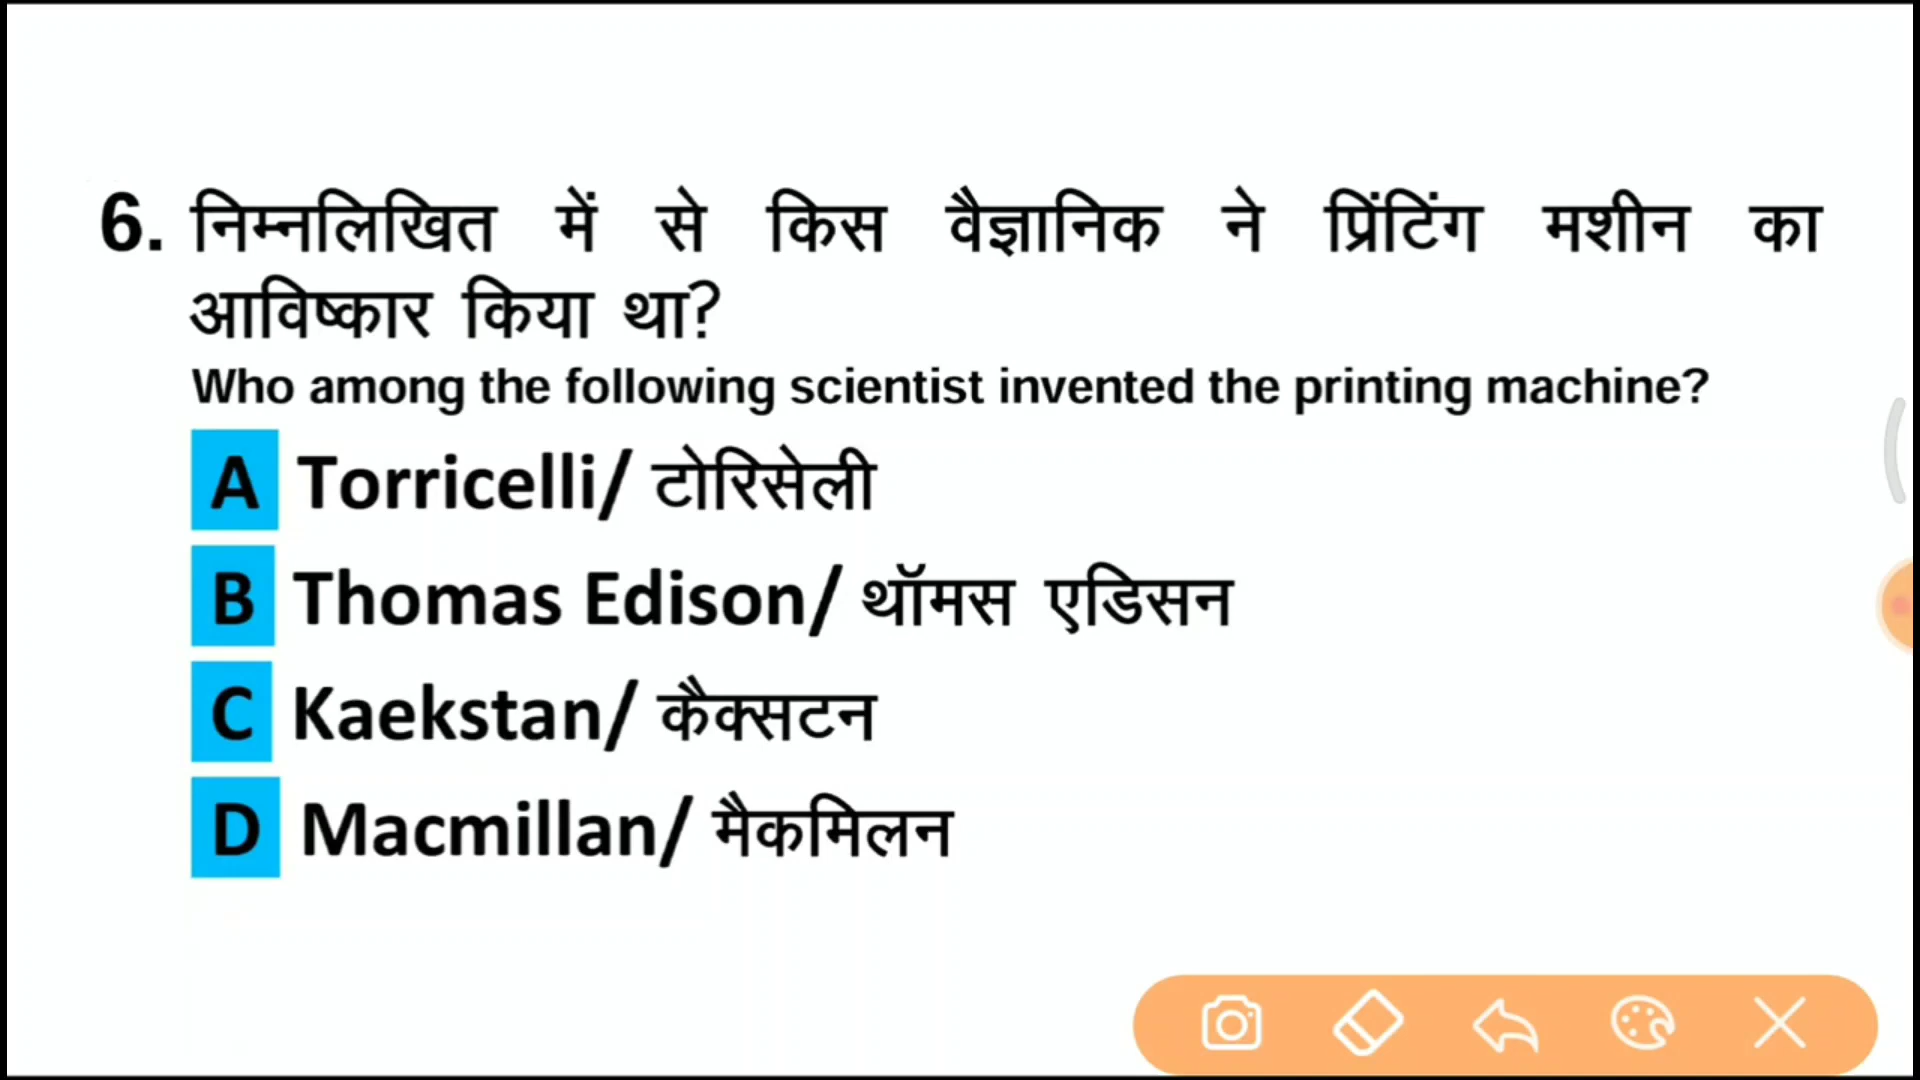 6. निम्नलिखित में से किस वैज्ञानिक ने प्रिंटिंग मशीन का
आविष्कार किया था?
Who among the following scientist invented the printing machine?
A Torricelli/ टोरिसेली
B Thomas Edison/ थॉमस एडिसन
C Kaekstan/ कैक्सटन
D Macmillan/ मैकमिलन